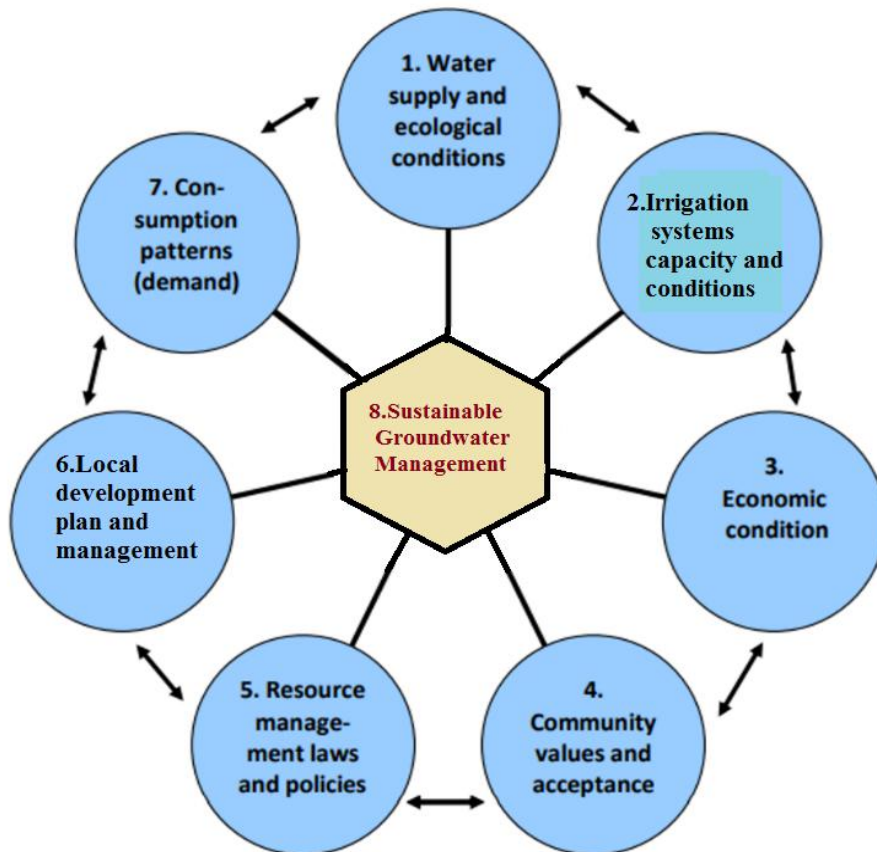 1. Water
supply and
ecological
conditions
2.Irrigation
systems
capacity and
conditions
3.
Economic
condition
4.
Community
values and
acceptance
5. Resource
manage-
ment laws
and policies
6.Local
development
plan and
management
7. Con-
sumption
patterns
(demand)
8.Sustainable
Groundwater
Management